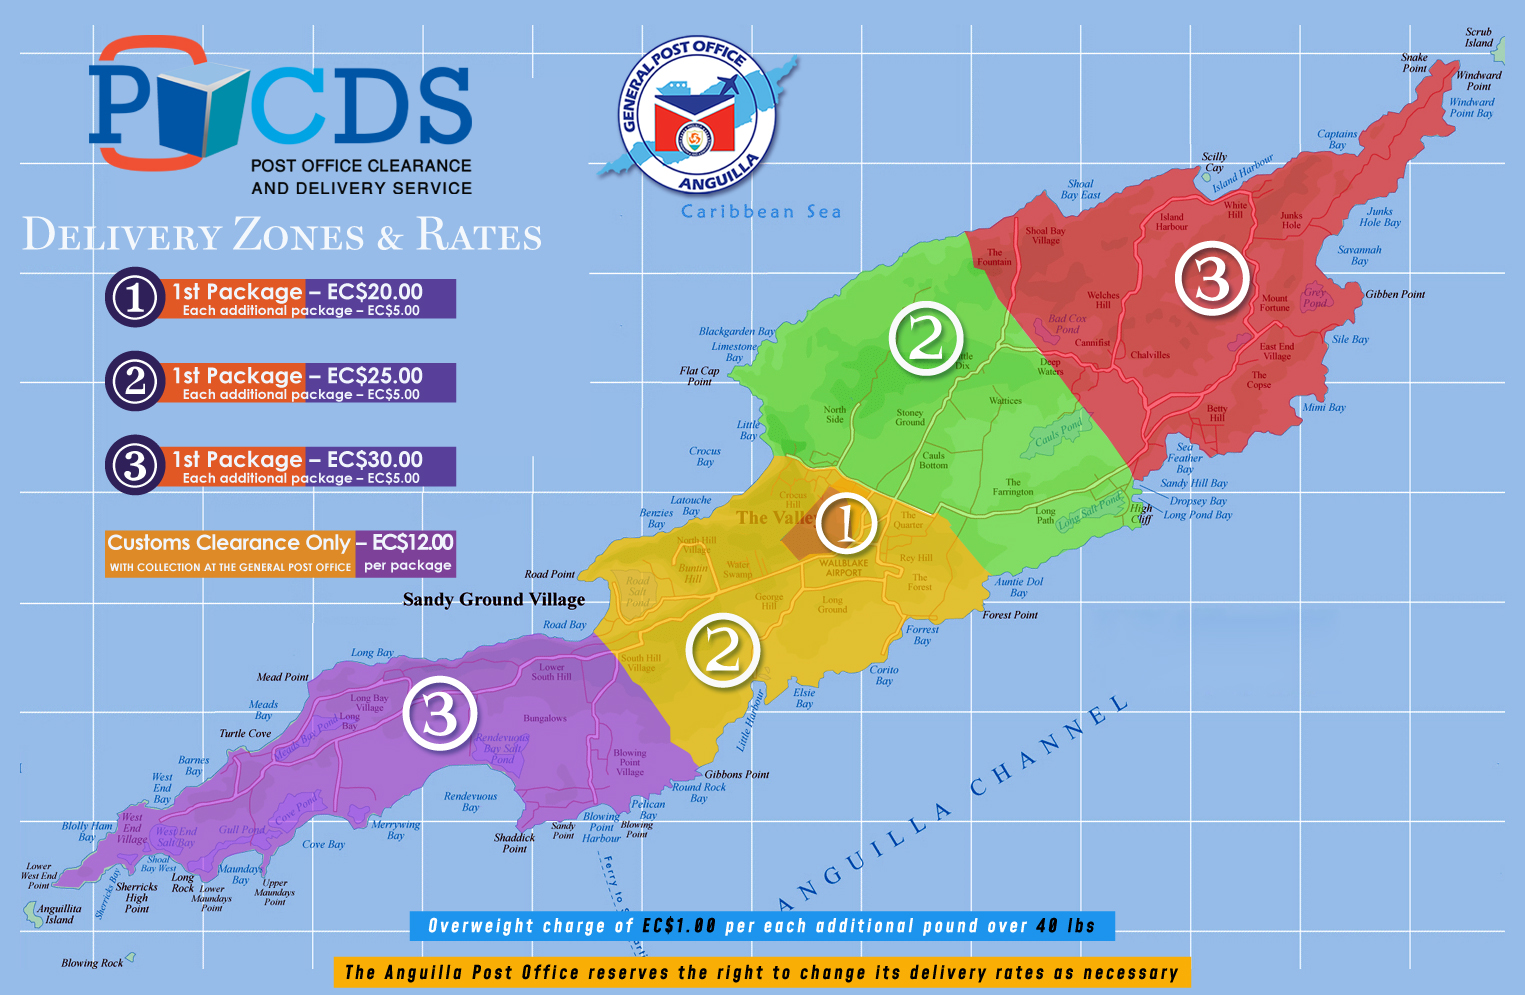 POCDS
POST OFFICE CLEARANCE
AND DELIVERY SERVICE
GENERAL POST OFFICE
ANGUILLA
Caribbean Sea
DELIVERY ZONES & RATES
1
1st Package – EC$20.00
Each additional package – EC$5.00
2
1st Package – EC$25.00
Each additional package – EC$5.00
3
1st Package – EC$30.00
Each additional package – EC$5.00
Customs Clearance Only – EC$12.00
WITH COLLECTION AT THE GENERAL POST OFFICE per package
Scrub
Island
Snake
Point
Windward
Point
Windward
Point Bay
Captains
Bay
Scilly
Cay
Island Harbour
Shoal
Bay East
Junks
Hole Bay
Savannah
Bay
Gibben Point
Sile Bay
Mimi Bay
Sea
Feather
Bay
Sandy Hill Bay
Dropsey Bay
Long Pond Bay
3
White
Hill
Island
Harbour
Junks
Hole
Shoal Bay
Village
The
Fountain
Welches
Hill
Mount
Fortune
Grey
Pond
Bad Cox
Pond
Cannifist
Chalvilles
East End
Village
The
Copse
Deep
Waters
Betty
Hill
2
Blackgarden Bay
Limestone
Bay
Flat Cap
Point
Little
Bay
Crocus
Bay
North
Side
Stoney
Ground
Wattices
Cauls Pond
Cauls
Bottom
The
Farrington
Long
Path
Long Salt Pond
High
Cliff
1
Latouche
Bay
Benzies
Bay
Crocus
Hill
The Valley
The
Quarter
North Hill
Village
Buntin
Hill
Water
Swamp
WALLBLAKE
AIRPORT
Rey Hill
The
Forest
George
Hill
Long
Ground
Road
Salt
Pond
Road Point
Sandy Ground Village
Road Bay
Auntie Dol
Bay
Forest Point
Forrest
Bay
Corito
Bay
Elsie
Bay
Little Harbour
2
South Hill
Village
Gibbons Point
Round Rock
Bay
Long Bay
Mead Point
Meads
Bay
Turtle Cove
Barnes
Bay
West
End
Bay
Blolly Ham
Bay
3
Lower
South Hill
Long Bay
Village
Long
Bay
Meads Bay Pond
Bungalows
Rendevuous
Bay Salt
Pond
Blowing
Point
Village
West
End
Village
West End
Salt Bay
Gull Pond
Cove Pond
Rendevuous
Bay
Merrywing
Bay
Cove Bay
Shaddick
Point
Sandy
Point
Blowing
Point
Harbour
Blowing
Point
Pelican
Bay
Lower
West End
Point
Anguillita
Island
Sherricks Bay
Sherricks
High
Point
Shoal
Bay West
Long
Rock
Lower
Maundays
Point
Maundays
Bay
Upper
Maundays
Point
Blowing Rock
Ferry to
ANGUILLA CHANNEL
Overweight charge of EC$1.00 per each additional pound over 40 lbs
The Anguilla Post Office reserves the right to change its delivery rates as necessary